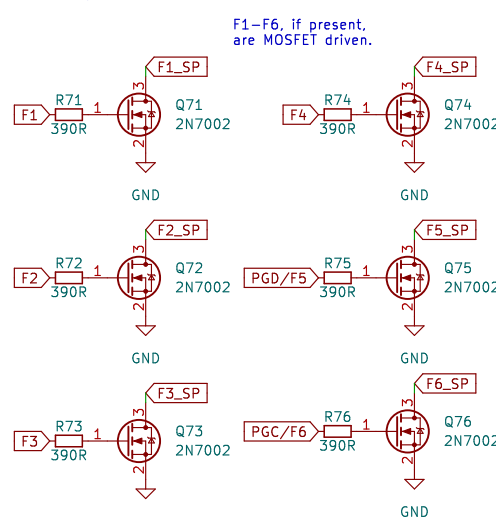 F1-F6, if present,
are MOSFET driven.
F1_SP
3
F1
R71
390R
1
Q71
2N7002
2
GND
F4_SP
3
F4
R74
390R
1
Q74
2N7002
2
GND
F2_SP
3
F2
R72
390R
1
Q72
2N7002
2
GND
F5_SP
3
PGD/F5
R75
390R
1
Q75
2N7002
2
GND
F3_SP
3
F3
R73
390R
1
Q73
2N7002
2
F6_SP
3
PGC/F6
R76
390R
1
Q76
2N7002
2
GND